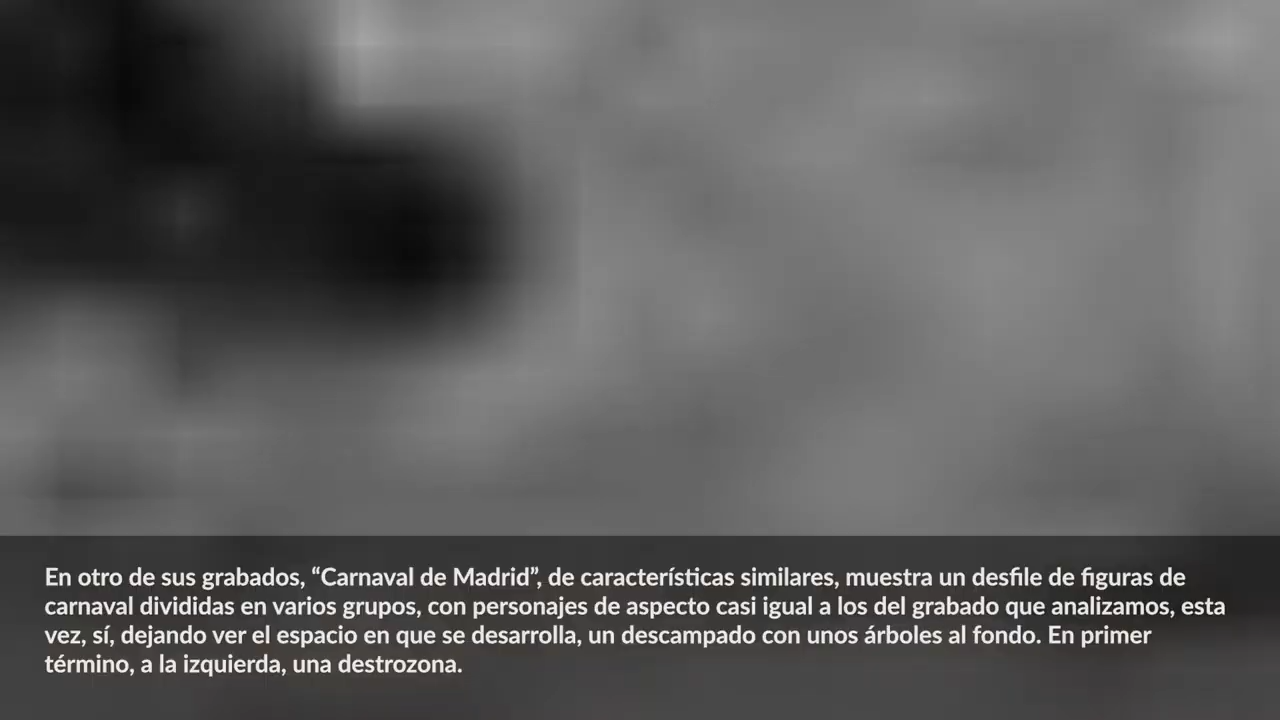 En otro de sus grabados, “Carnaval de Madrid”, de características similares, muestra un desfile de figuras de
carnaval divididas en varios grupos, con personajes de aspecto casi igual a los del grabado que analizamos, esta
vez, sí, dejando ver el espacio en que se desarrolla, un descampado con unos árboles al fondo. En primer
término, a la izquierda, una destrozona.